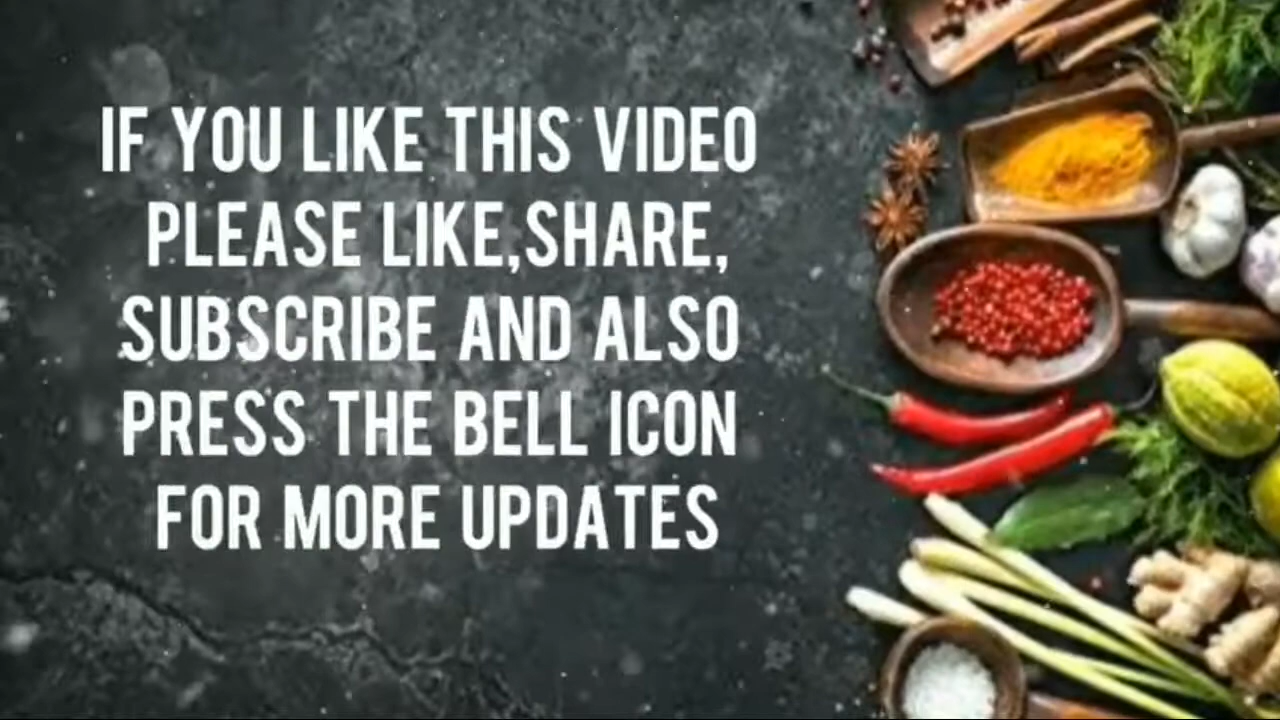 IF YOU LIKE THIS VIDEO
PLEASE LIKE,SHARE,
SUBSCRIBE AND ALSO
PRESS THE BELL ICON
FOR MORE UPDATES